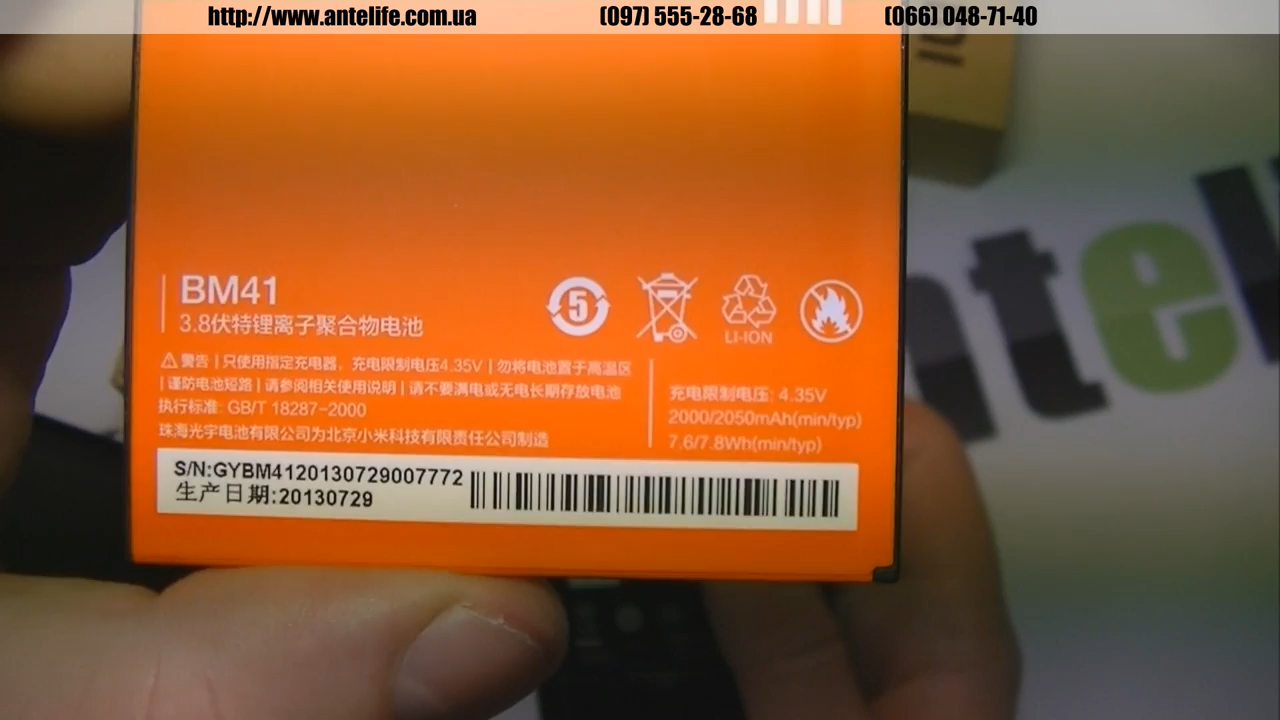 http://www.antelife.com.ua (097) 555-28-68 (066) 048-71-40
BM41
3.8伏特锂离子聚合物电池
5
LI-ION
警告 | 只使用指定充电器，充电限制电压4.35V | 勿将电池置于高温区
| 谨防电池短路 | 请参阅相关使用说明 | 请不要满电或无电长期存放电池
执行标准: GB/T 18287-2000
珠海光宇电池有限公司为北京小米科技有限责任公司制造
充电限制电压: 4.35V
2000/2050mAh(min/typ)
7.6/7.8Wh(min/typ)
S/N:GYBM4120130729007772
生产日期:20130729
ntel